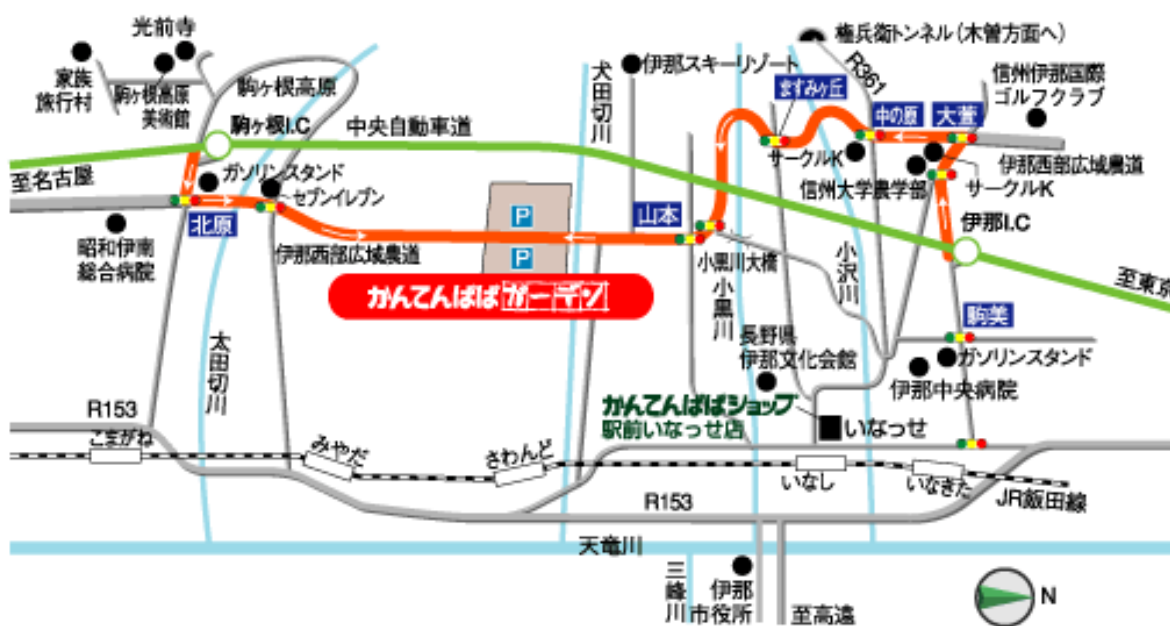 光前寺
家族
旅行村
駒ヶ根高原
美術館
駒ヶ根高原
駒ヶ根I.C
中央自動車道
至名古屋
ガソリンスタンド
セブンイレブン
北原
昭和伊南
総合病院
伊那西部広域農道
P
P
かんてんぱぱガーデン
太田切川
犬田切川
伊那スキーリゾート
権兵衛トンネル(木曽方面へ)
R361
ますみヶ丘
中の原
大萱
信州伊那国際
ゴルフクラブ
サークルK
信州大学農学部
伊那西部広域農道
サークルK
山本
小黒川大橋
小黒川
小沢川
伊那I.C
至東京
駒美
ガソリンスタンド
伊那中央病院
長野県
伊那文化会館
かんてんぱぱショップ
駅前いなっせ店
いなっせ
R153
こまがね
みやだ
さわんど
いなし
いなきた
JR飯田線
R153
天竜川
三峰川
伊那
市役所
至高遠
N